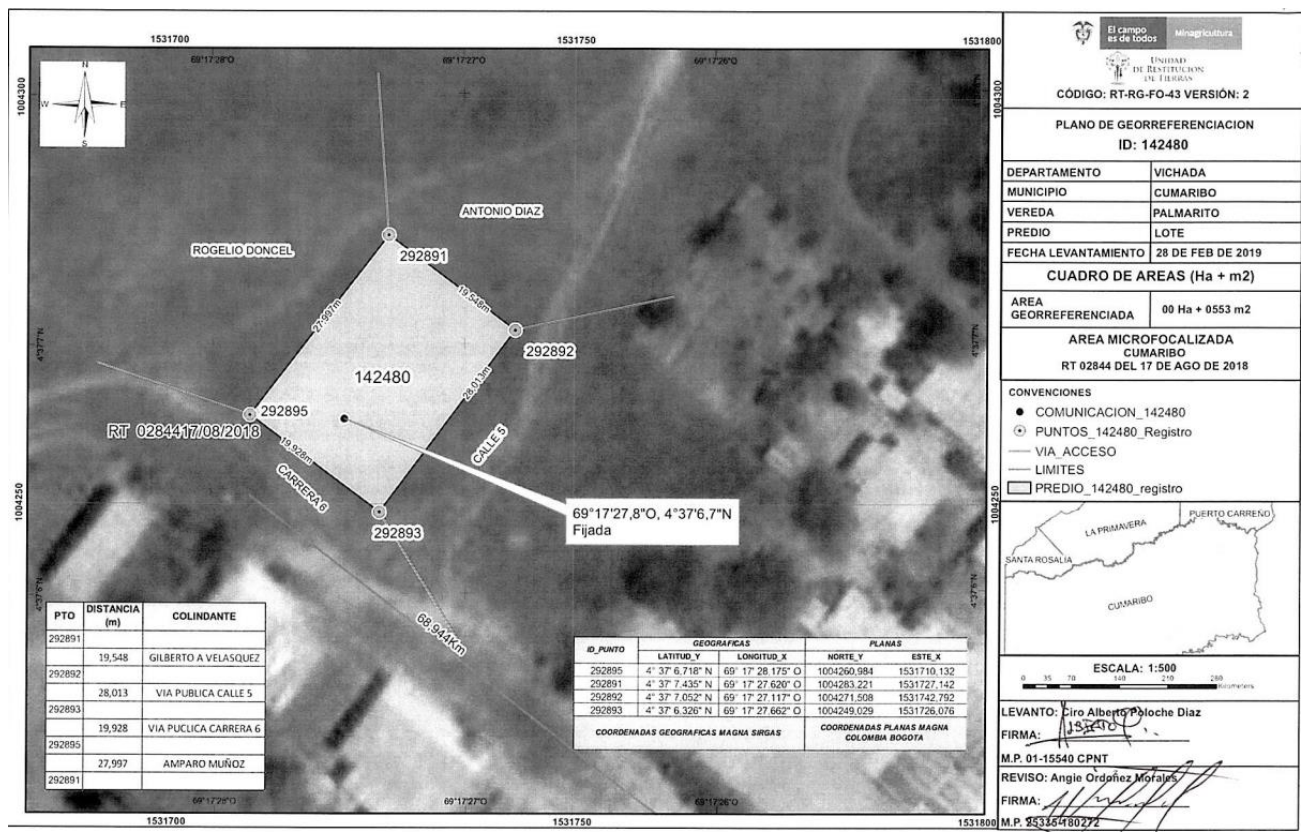 1531700
1531750
1531800
69°17'28"O
69°17'27"O
69°17'26"O
1004300
1004300
N
W
E
S
ANTONIO DIAZ
ROGELIO DONCEL
292891
19,548m
27,997m
292892
4°37'7"N
4°37'7"N
142480
28,013m
292895
RT 0284417/08/2018
19,928m
CALLE 5
CARRERA 6
1004250
1004250
292893
69°17'27,8"O, 4°37'6,7"N
Fijada
4°37'6"N
4°37'6"N
68,944Km
PTO DISTANCIA (m) COLINDANTE
292891
19,548 GILBERTO A VELASQUEZ
292892
28,013 VIA PUBLICA CALLE 5
292893
19,928 VIA PUCLICA CARRERA 6
292895
27,997 AMPARO MUÑOZ
292891
ID_PUNTO GEOGRAFICAS PLANAS
LATITUD_Y LONGITUD_X NORTE_Y ESTE_X
292895 4° 37' 6.718" N 69° 17' 28.175" O 1004260,984 1531710,132
292891 4° 37' 7.435" N 69° 17' 27.620" O 1004283,221 1531727,142
292892 4° 37' 7.052" N 69° 17' 27.117" O 1004271,508 1531742,792
292893 4° 37' 6.326" N 69° 17' 27.662" O 1004249,029 1531726,076
COORDENADAS GEOGRAFICAS MAGNA SIRGAS COORDENADAS PLANAS MAGNA
COLOMBIA BOGOTA
69°17'28"O
69°17'27"O
69°17'26"O
1531700
1531750
1531800
El campo
es de todos
Minagricultura
UNIDAD
DE RESTITUCION
DE TIERRAS
CÓDIGO: RT-RG-FO-43 VERSIÓN: 2
PLANO DE GEORREFERENCIACION
ID: 142480
DEPARTAMENTO VICHADA
MUNICIPIO CUMARIBO
VEREDA PALMARITO
PREDIO LOTE
FECHA LEVANTAMIENTO 28 DE FEB DE 2019
CUADRO DE AREAS (Ha + m2)
AREA
GEORREFERENCIADA 00 Ha + 0553 m2
AREA MICROFOCALIZADA
CUMARIBO
RT 02844 DEL 17 DE AGO DE 2018
CONVENCIONES
COMUNICACION_142480
PUNTOS_142480_Registro
VIA_ACCESO
LIMITES
PREDIO_142480_registro
PUERTO CARREÑO
LA PRIMAVERA
SANTA ROSALÍA
CUMARIBO
ESCALA: 1:500
0 35 70 140 210 280
Kilometers
LEVANTO: Ciro Alberto Poloche Diaz
FIRMA:
M.P. 01-15540 CPNT
REVISO: Angie Ordoñez Morales
FIRMA:
M.P. 25335-180272